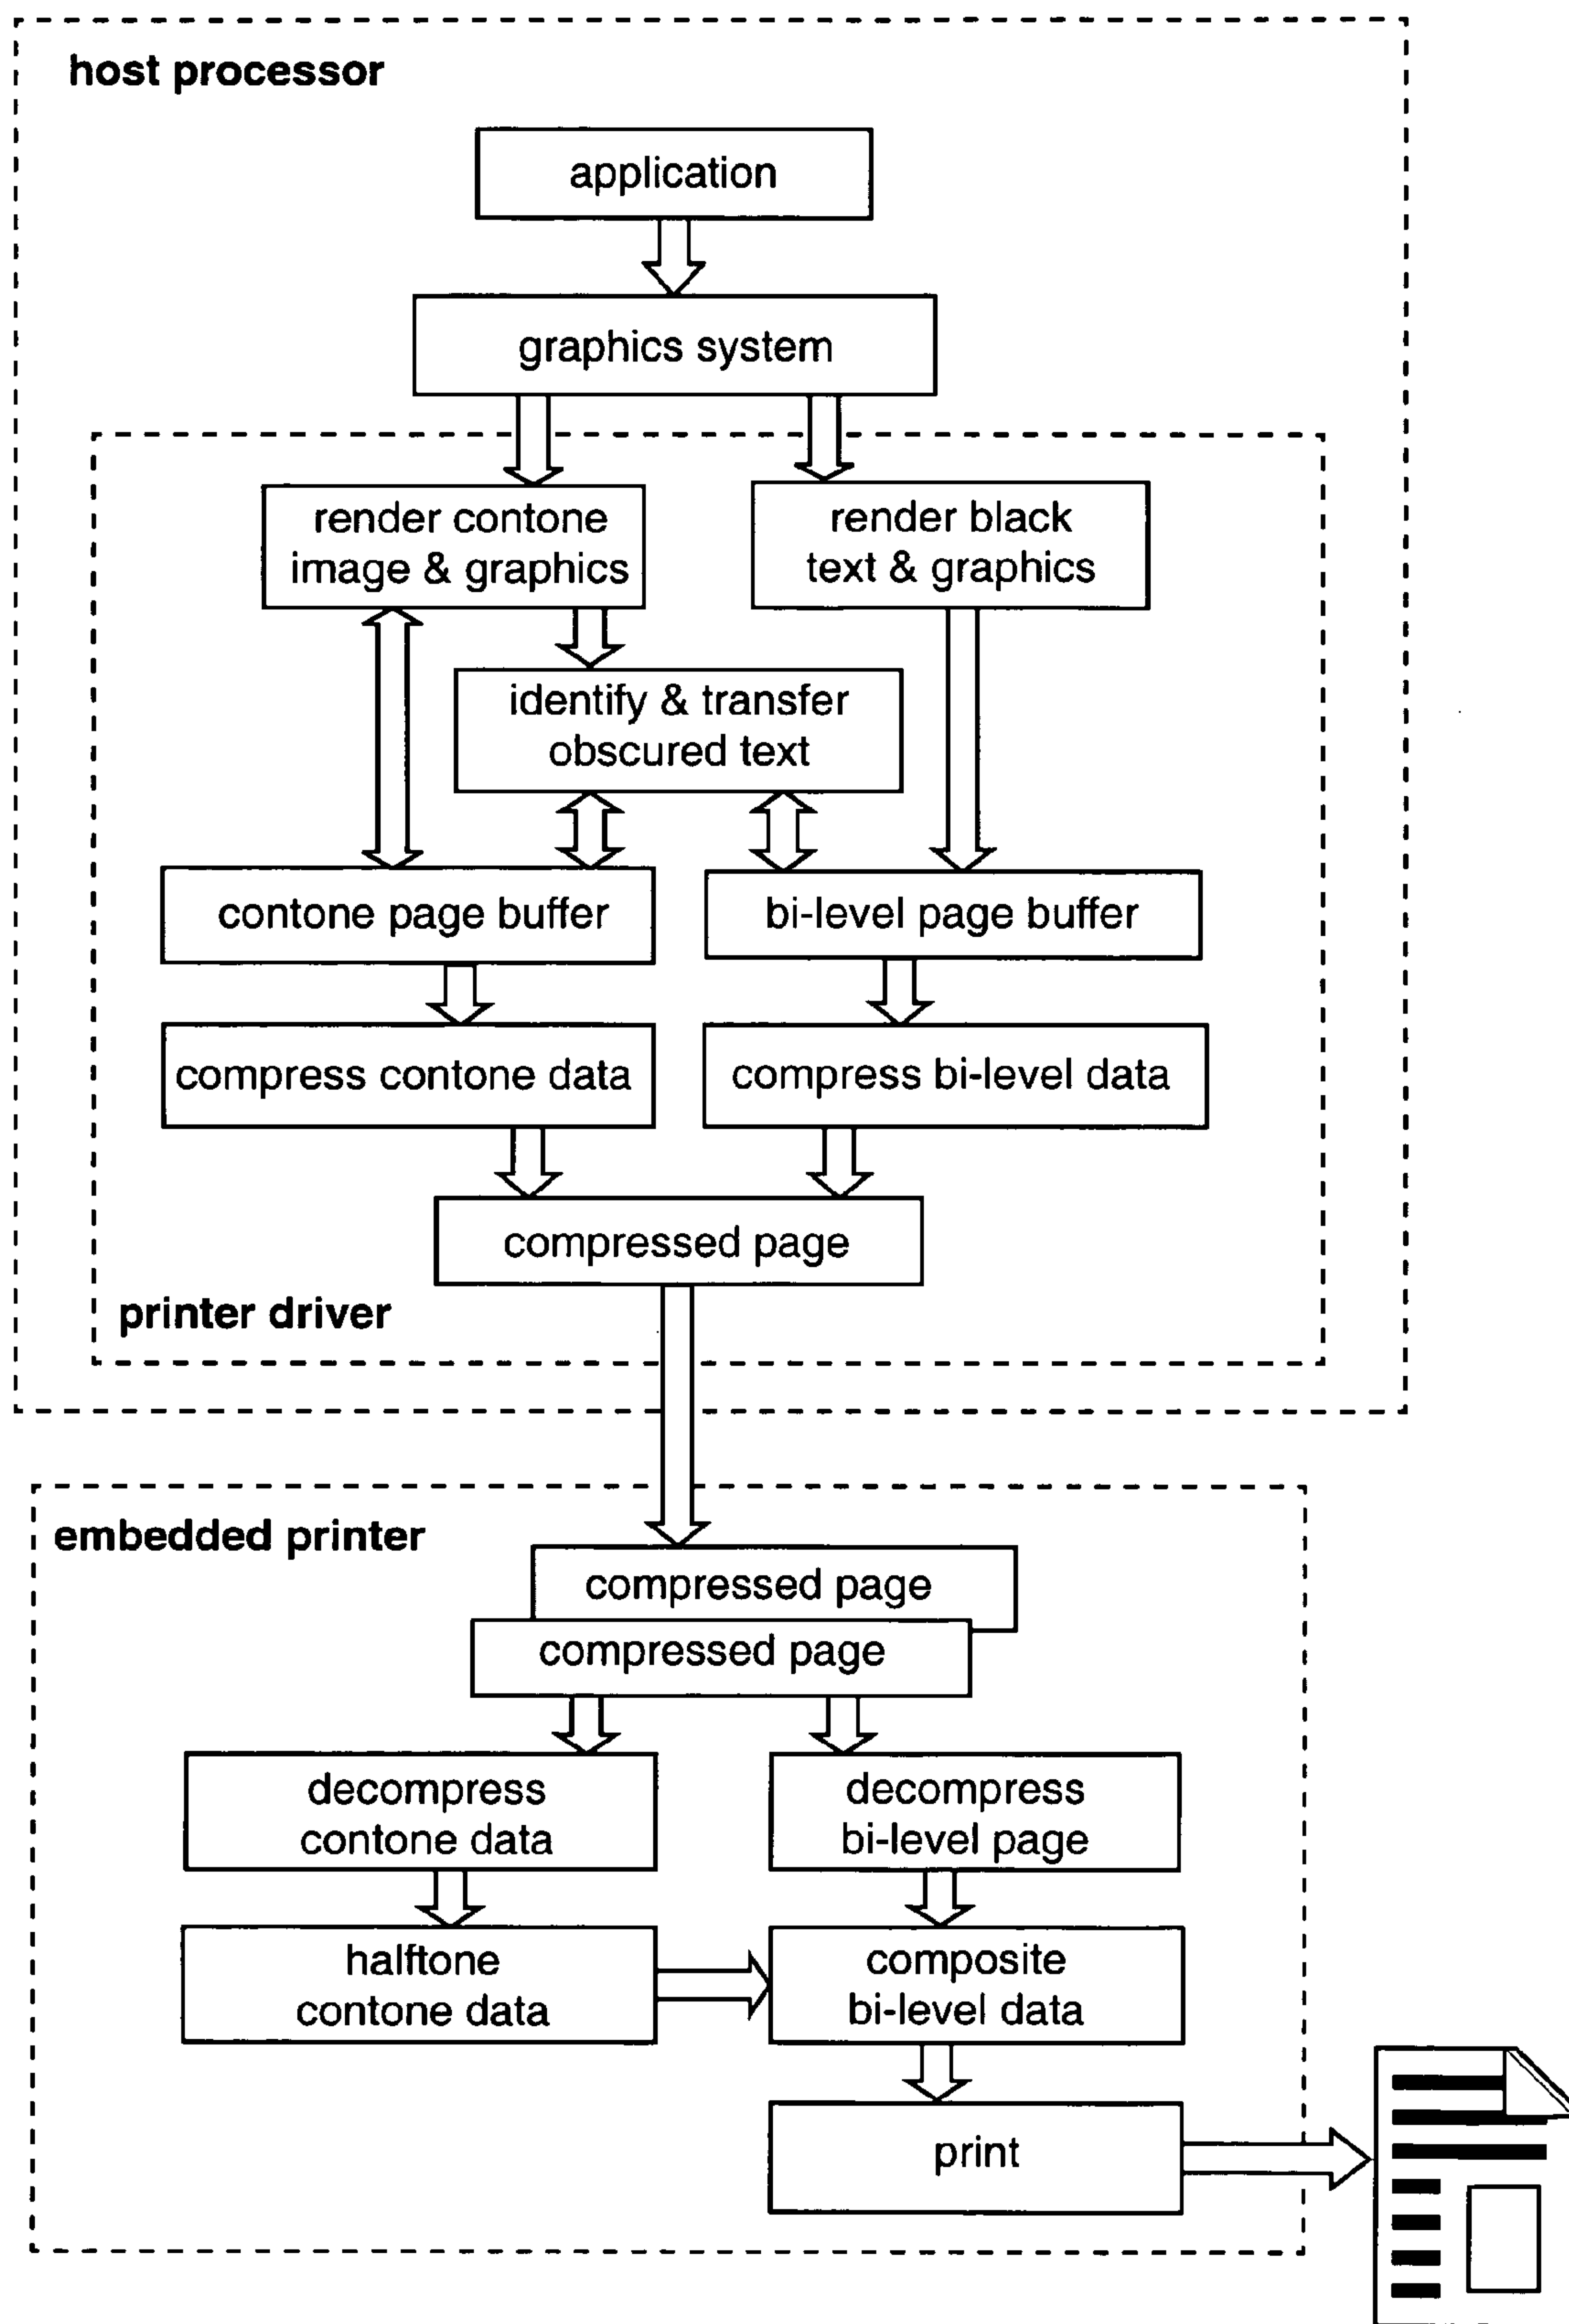 host processor
application
graphics system
render contone
image & graphics
render black
text & graphics
identify & transfer
obscured text
contone page buffer
bi-level page buffer
compress contone data
compress bi-level data
compressed page
printer driver
embedded printer
compressed page
compressed page
decompress
contone data
decompress
bi-level page
halftone
contone data
composite
bi-level data
print